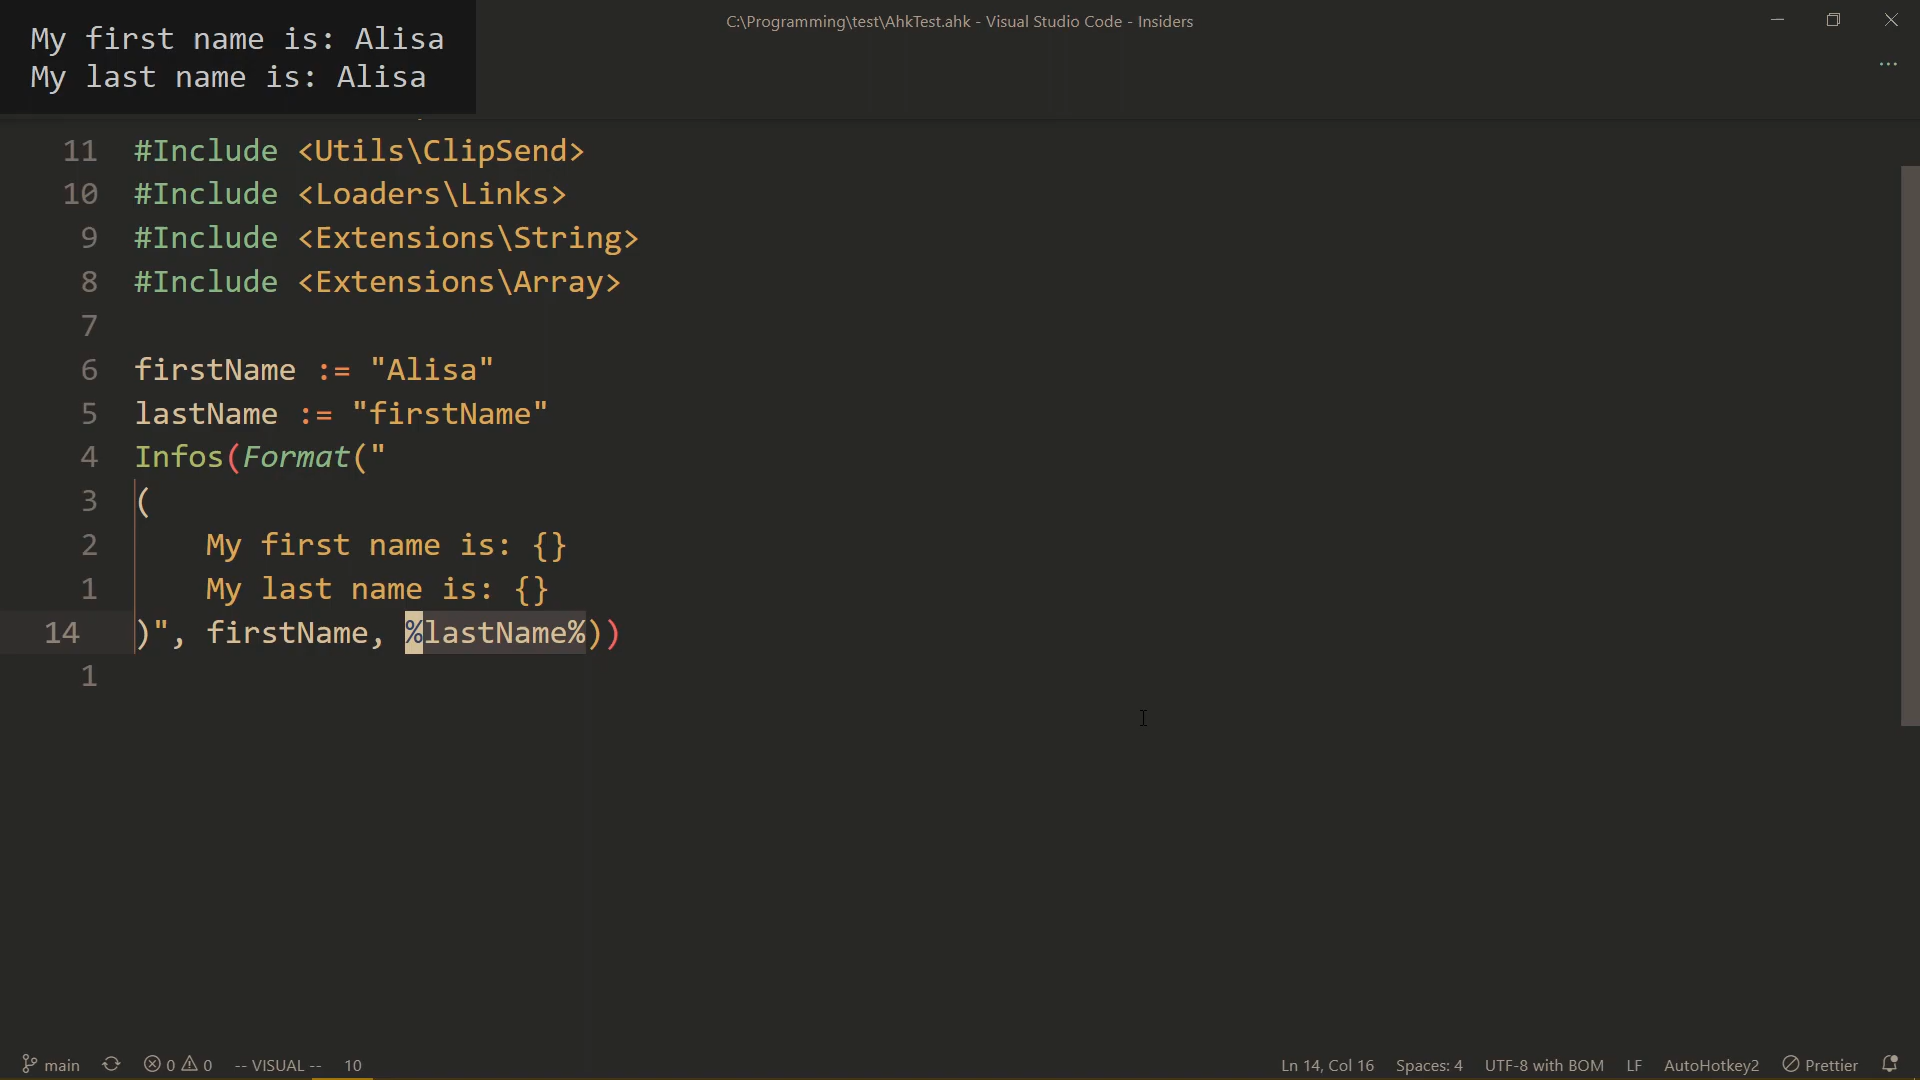 My first name is: Alisa
My last name is: Alisa
C:\Programming\test\AhkTest.ahk - Visual Studio Code - Insiders
11 #Include <Utils\ClipSend>
10 #Include <Loaders\Links>
9 #Include <Extensions\String>
8 #Include <Extensions\Array>
7
6 firstName := "Alisa"
5 lastName := "firstName"
4 Infos(Format("
3 (
2 My first name is: {}
1 My last name is: {}
14 )", firstName, %lastName%))
1
main 0 0 -- VISUAL -- 10 Ln 14, Col 16 Spaces: 4 UTF-8 with BOM LF AutoHotkey2 Prettier